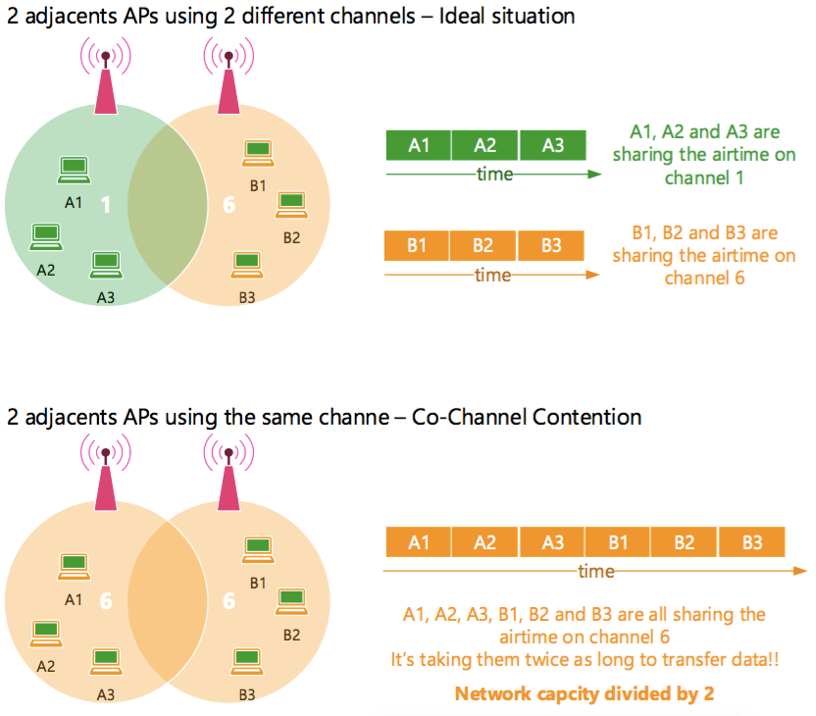 2 adjacents APs using 2 different channels – Ideal situation
A1
A2
A3
1
6
B1
B2
B3
A1 A2 A3
time
A1, A2 and A3 are
sharing the airtime on
channel 1
B1 B2 B3
time
B1, B2 and B3 are
sharing the airtime on
channel 6
2 adjacents APs using the same channe – Co-Channel Contention
A1
A2
A3
6
6
B1
B2
B3
A1 A2 A3 B1 B2 B3
time
A1, A2, A3, B1, B2 and B3 are all sharing the
airtime on channel 6
It's taking them twice as long to transfer data!!
Network capcity divided by 2